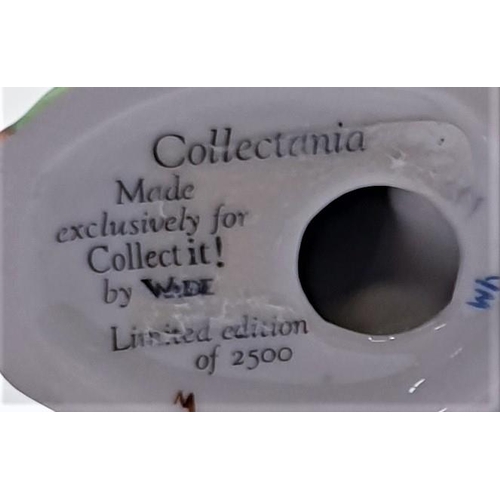 Collectania
Made
exclusively for
Collect it!
by WADE
Limited edition
of 2500